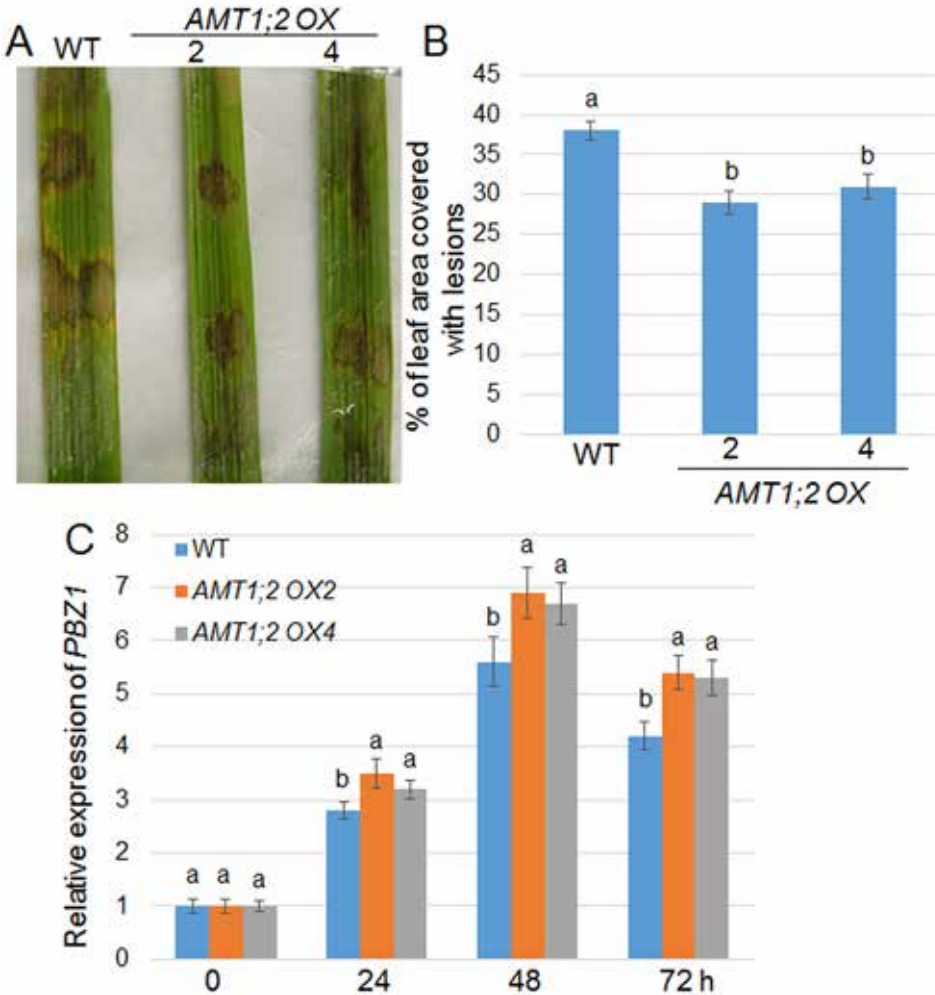 A
WT
AMT1;2 OX
2
4
B
% of leaf area covered
with lesions
45
40
35
30
25
20
15
10
5
0
a
b
b
WT
2
4
AMT1;2 OX
C
Relative expression of PBZ1
8
7
6
5
4
3
2
1
0
WT
AMT1;2 OX2
AMT1;2 OX4
a a a
b a a
b a a
b a a
0 24 48 72 h